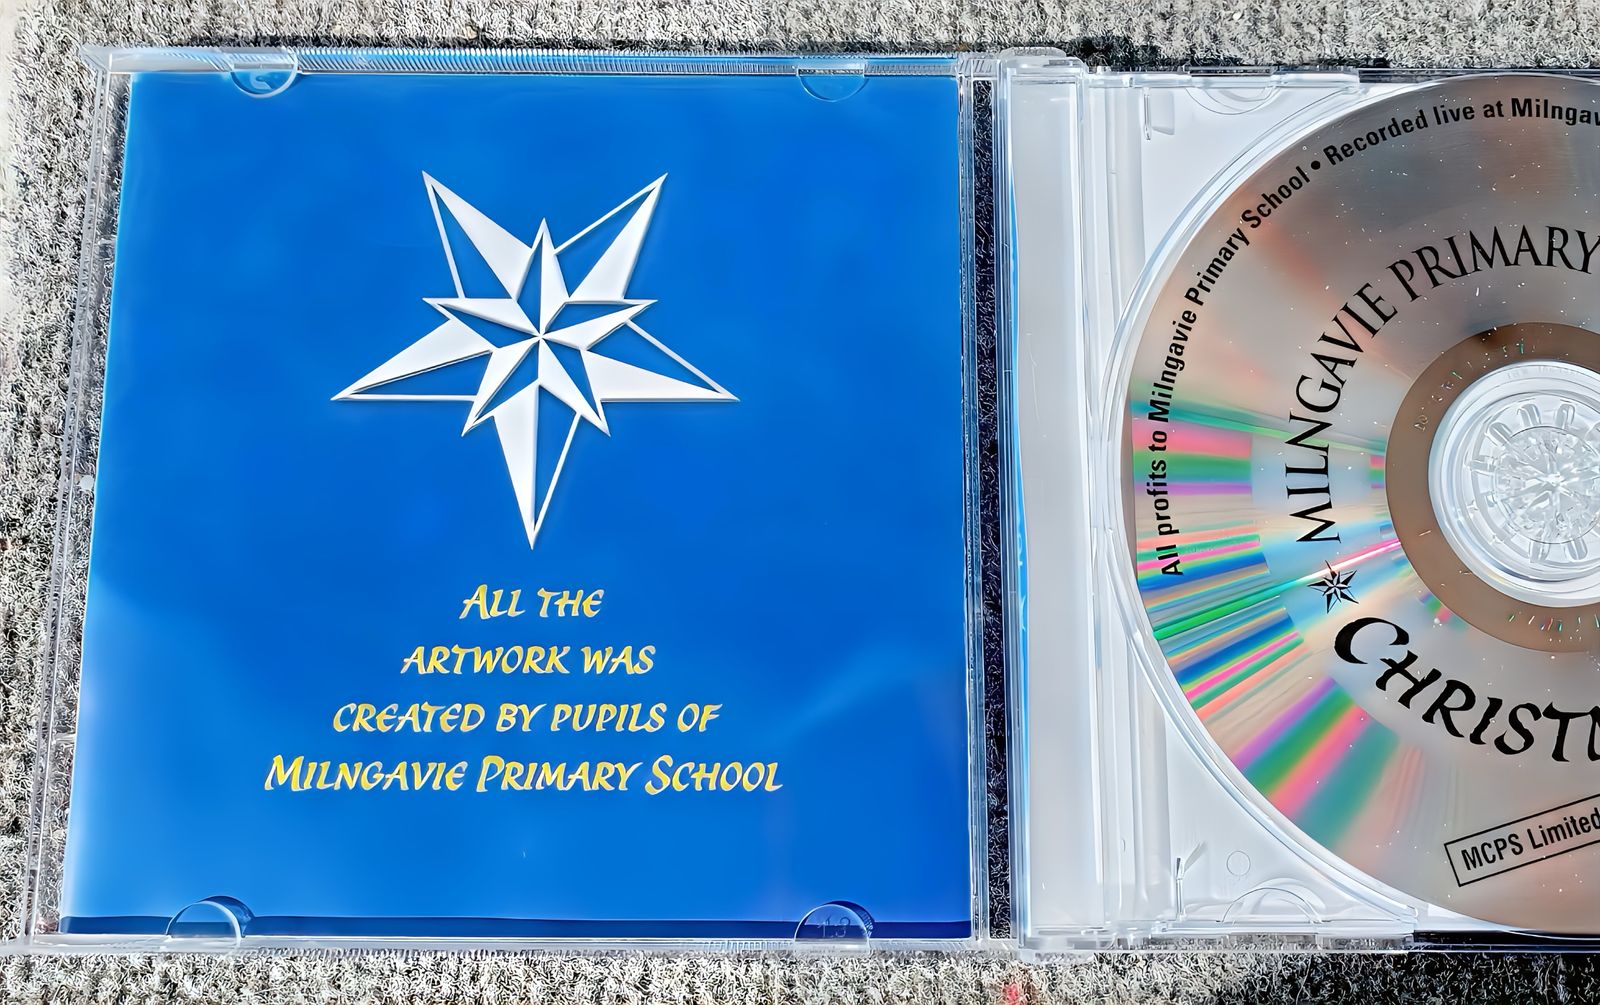 ALL THE
ARTWORK WAS
CREATED BY PUPILS OF
MILNGAVIE PRIMARY SCHOOL
All profits to Milngavie Primary School • Recorded live at Milngav
MILNGAVIE PRIMARY
CHRIST
MCPS Limited